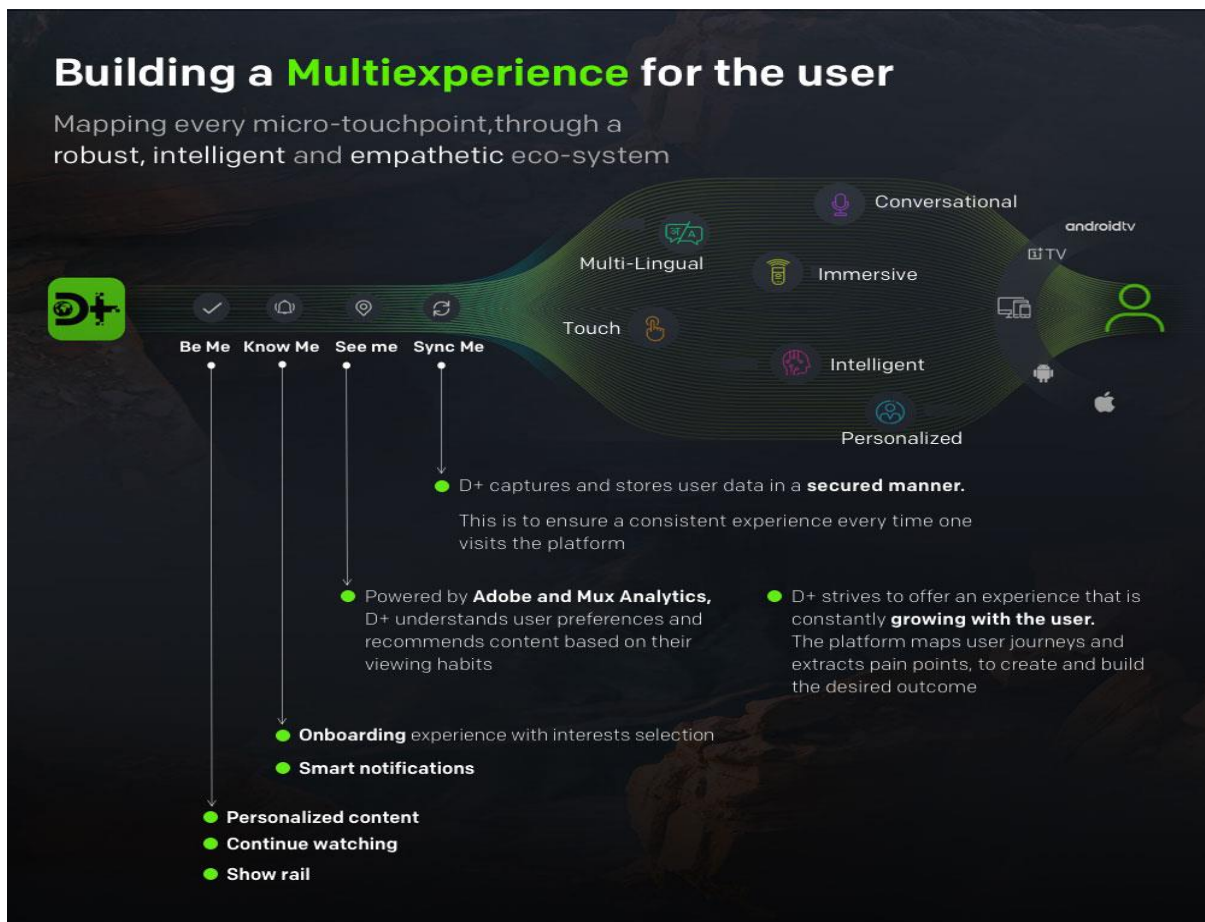 Building a Multiexperience for the user
Mapping every micro-touchpoint,through a
robust, intelligent and empathetic eco-system
Conversational
androidtv
Multi-Lingual
अ/A
1+ TV
Immersive
D+
Touch
Be Me
Know Me
See me
Sync Me
Intelligent
Personalized
D+ captures and stores user data in a secured manner.
This is to ensure a consistent experience every time one
visits the platform
Powered by Adobe and Mux Analytics,
D+ understands user preferences and
recommends content based on their
viewing habits
D+ strives to offer an experience that is
constantly growing with the user.
The platform maps user journeys and
extracts pain points, to create and build
the desired outcome
Onboarding experience with interests selection
Smart notifications
Personalized content
Continue watching
Show rail